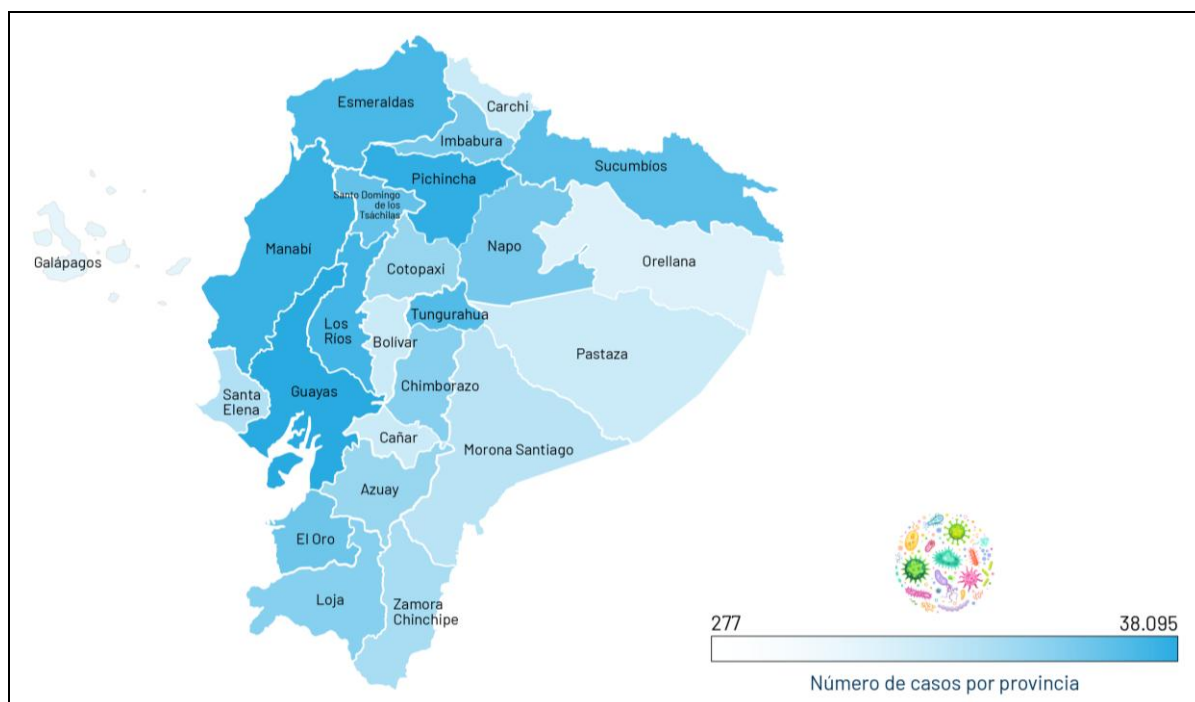 Esmeraldas
Carchi
Imbabura
Sucumbíos
Pichincha
Santo Domingo
de los
Tsáchilas
Manabí
Napo
Galápagos
Orellana
Cotopaxi
Tungurahua
Los
Ríos
Bolívar
Pastaza
Chimborazo
Guayas
Santa
Elena
Cañar
Morona Santiago
Azuay
El Oro
Loja
Zamora
Chinchipe
277
38.095
Número de casos por provincia